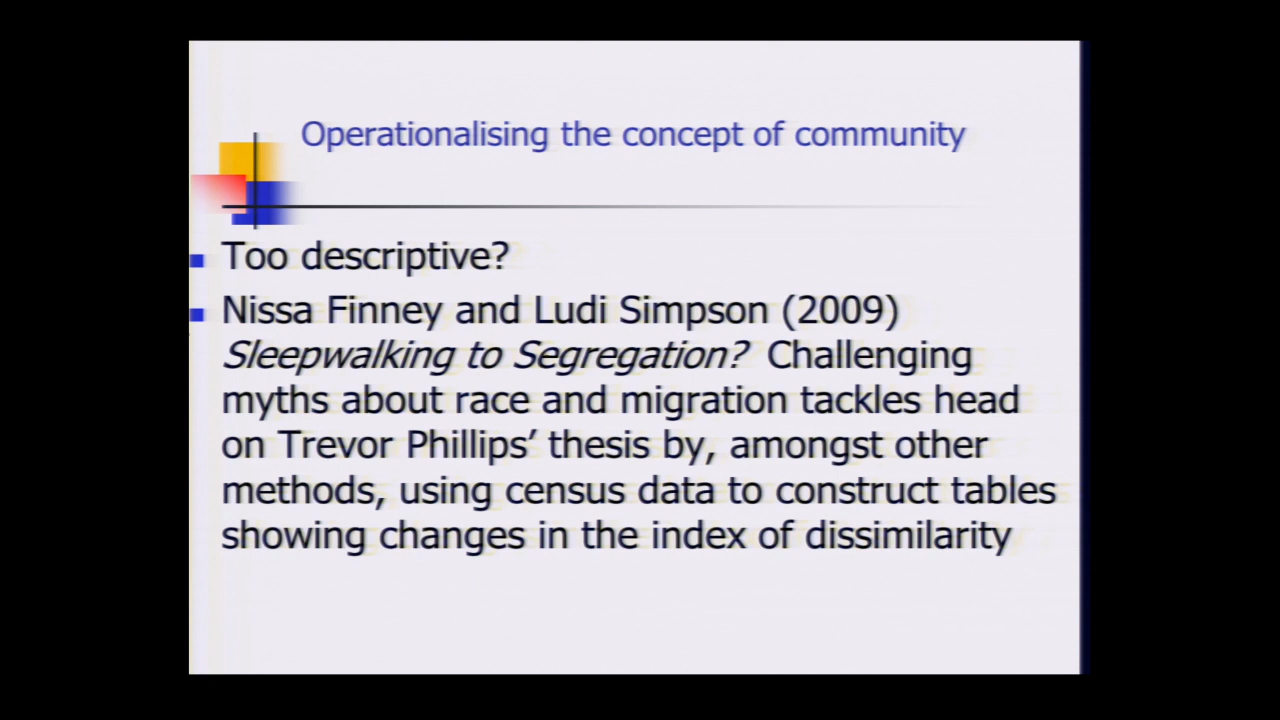 Operationalising the concept of community
Too descriptive?
Nissa Finney and Ludi Simpson (2009)
Sleepwalking to Segregation? Challenging
myths about race and migration tackles head
on Trevor Phillips’ thesis by, amongst other
methods, using census data to construct tables
showing changes in the index of dissimilarity